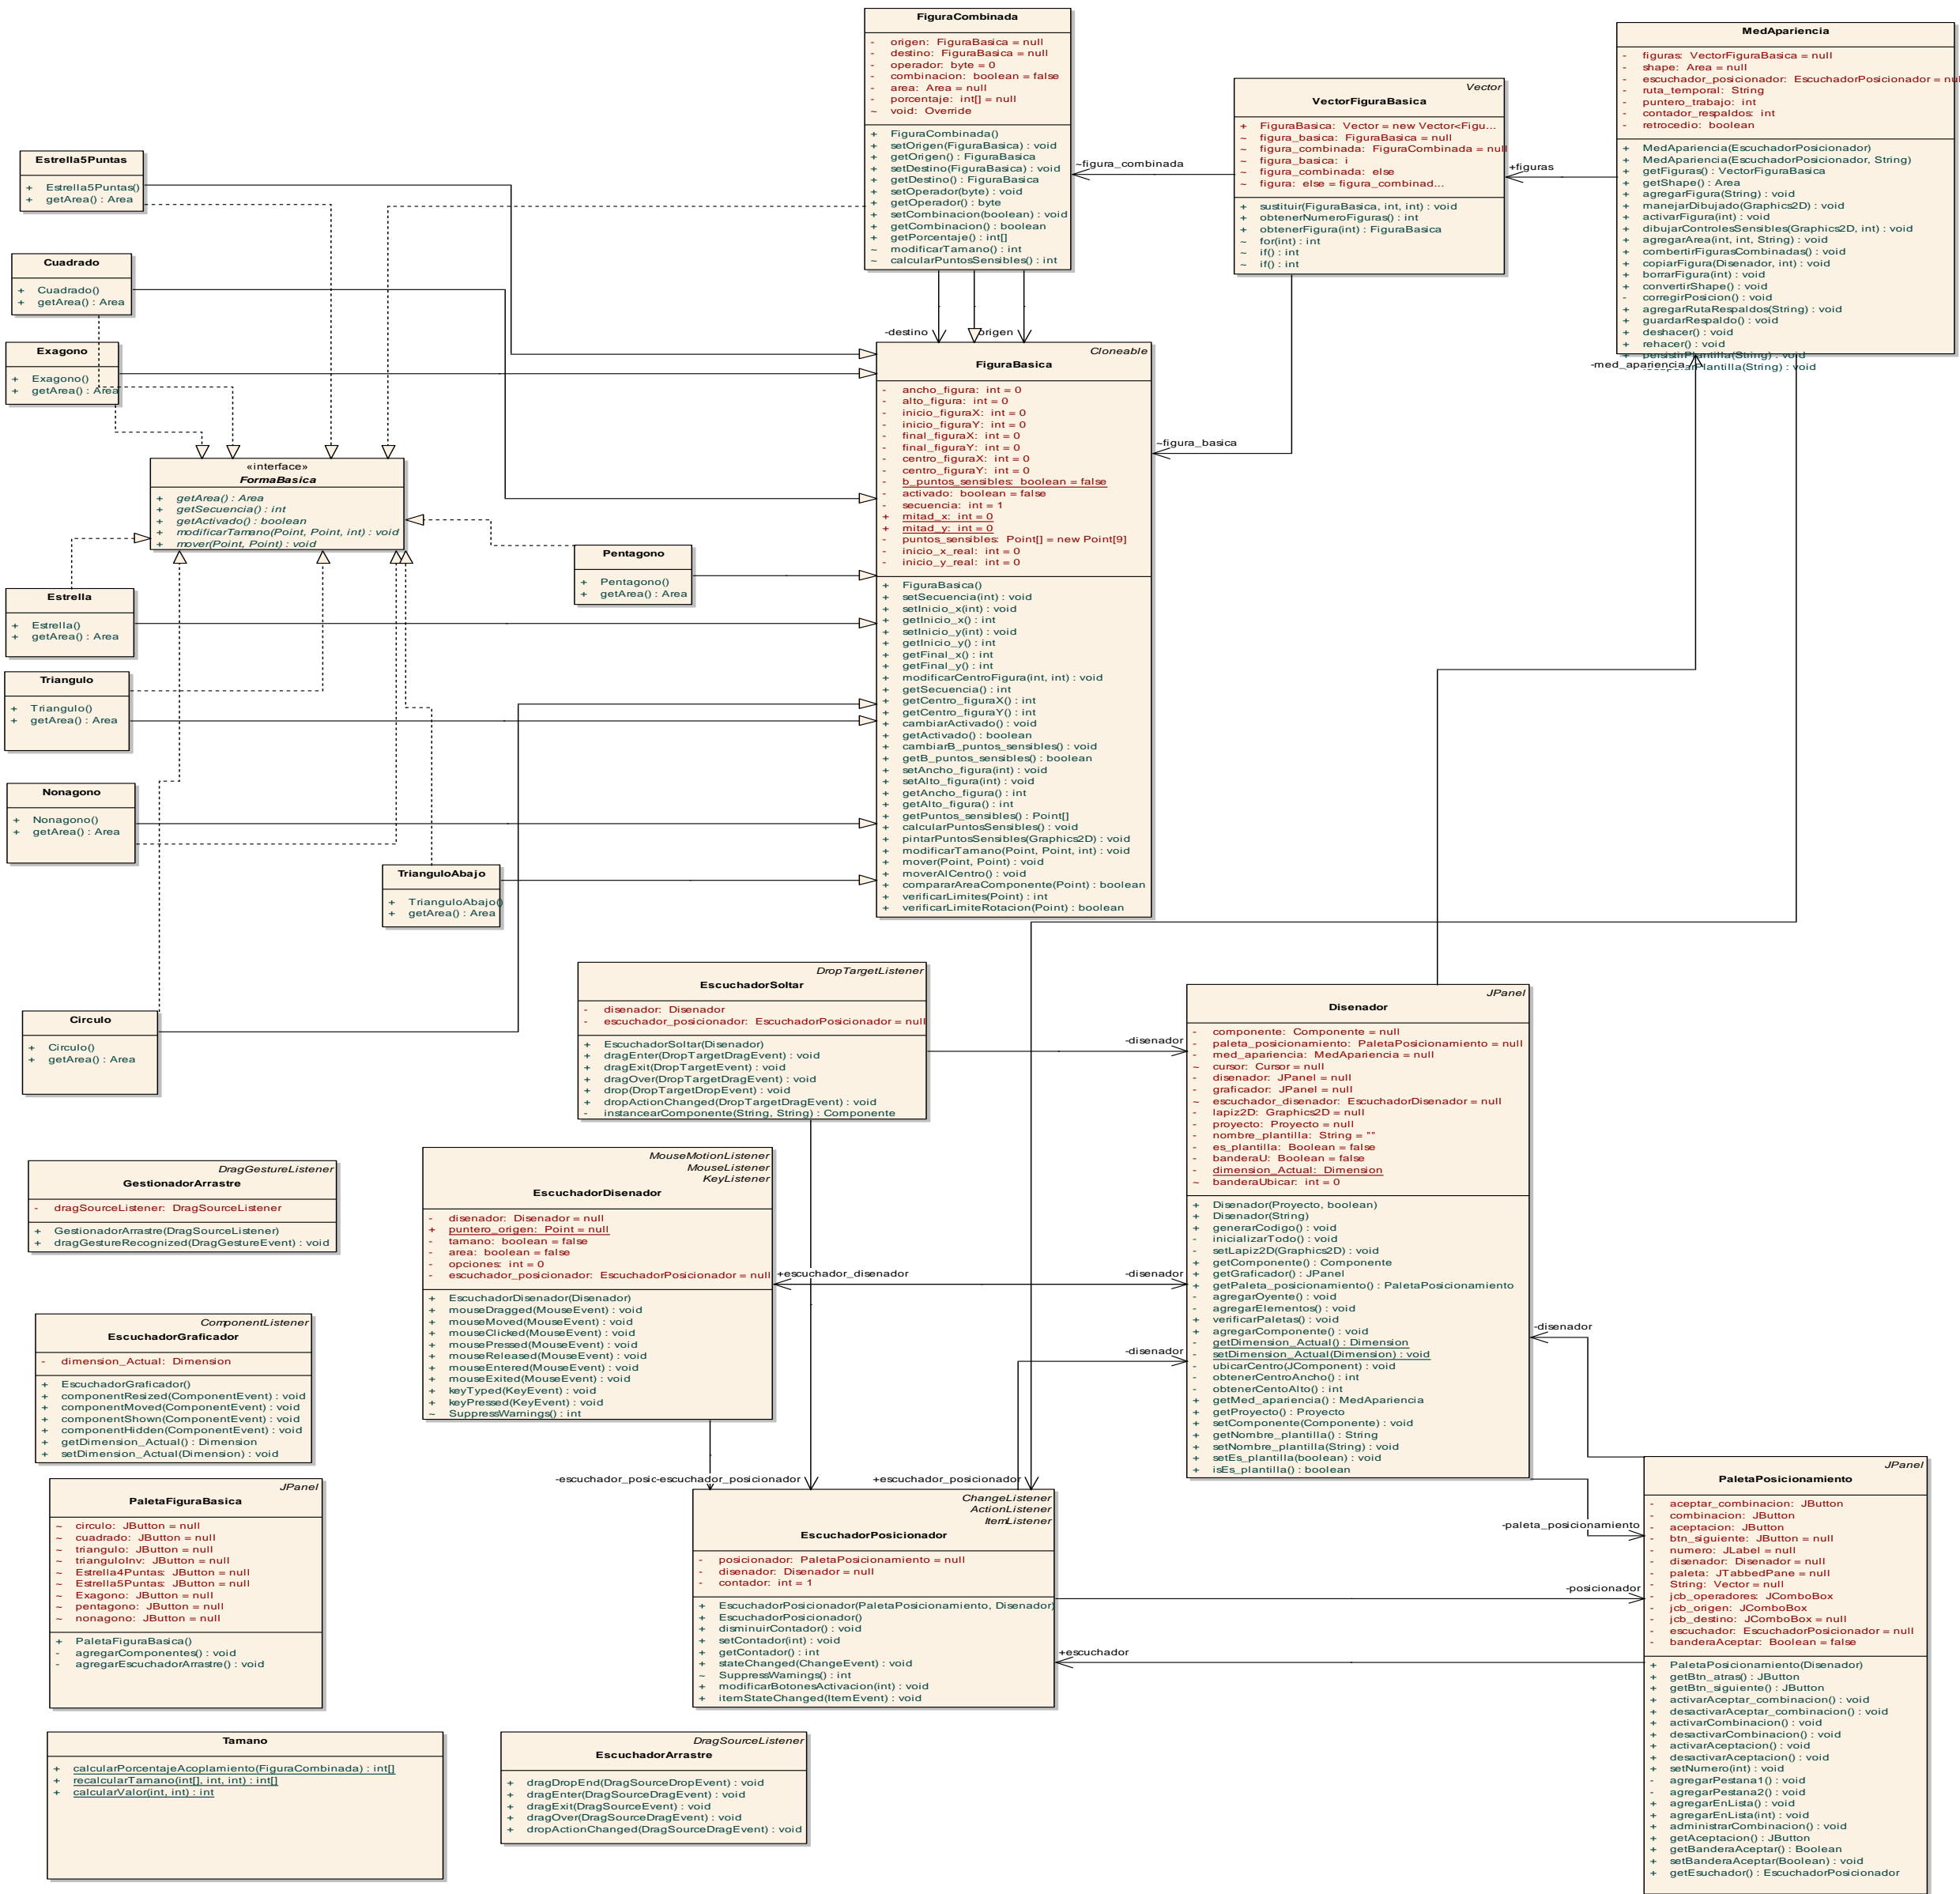 FiguraCombinada
- origen: FiguraBasica = null
- destino: FiguraBasica = null
- operador: byte = 0
- combinacion: boolean = false
- area: Area = null
- porcentaje: int[] = null
~ void: Override
+ FiguraCombinada()
+ setOrigen(FiguraBasica) : void
+ getOrigen() : FiguraBasica
+ setDestino(FiguraBasica) : void
+ getDestino() : FiguraBasica
+ setOperador(byte) : void
+ getOperador() : byte
+ setCombinacion(boolean) : void
+ getCombinacion() : boolean
+ getPorcentaje() : int[]
~ modificarTamano() : int
~ calcularPuntosSensibles() : int
Vector
VectorFiguraBasica
+ FiguraBasica: Vector = new Vector<Figu...
~ figura_basica: FiguraBasica = null
~ figura_combinada: FiguraCombinada = null
~ figura_basica: i
~ figura_combinada: else
~ figura: else = figura_combinad...
+ sustituir(FiguraBasica, int, int) : void
+ obtenerNumeroFiguras() : int
+ obtenerFigura(int) : FiguraBasica
~ for(int) : int
~ if() : int
~ if() : int
MedApariencia
- figuras: VectorFiguraBasica = null
- shape: Area = null
- escuchador_posicionador: EscuchadorPosicionador = nul
- ruta_temporal: String
- puntero_trabajo: int
- contador_respaldos: int
- retrocedio: boolean
+ MedApariencia(EscuchadorPosicionador)
+ MedApariencia(EscuchadorPosicionador, String)
+ getFiguras() : VectorFiguraBasica
+ getShape() : Area
+ agregarFigura(String) : void
+ manejarDibujado(Graphics2D) : void
+ activarFigura(int) : void
+ dibujarControlesSensibles(Graphics2D, int) : void
+ agregarArea(int, int, String) : void
+ combertirFigurasCombinadas() : void
+ copiarFigura(Disenador, int) : void
+ borrarFigura(int) : void
+ convertirShape() : void
- corregirPosicion() : void
+ agregarRutaRespaldos(String) : void
+ guardarRespaldo() : void
+ deshacer() : void
+ rehacer() : void
+ persistirPlantilla(String) : void
Plantilla(String) : void
~figura_combinada
+figuras
-med_apariencia
-destino
origen
~figura_basica
Estrella5Puntas
+ Estrella5Puntas()
+ getArea() : Area
Cuadrado
+ Cuadrado()
+ getArea() : Area
Exagono
+ Exagono()
+ getArea() : Area
«interface»
FormaBasica
+ getArea() : Area
+ getSecuencia() : int
+ getActivado() : boolean
+ modificarTamano(Point, Point, int) : void
+ mover(Point, Point) : void
Pentagono
+ Pentagono()
+ getArea() : Area
Estrella
+ Estrella()
+ getArea() : Area
Triangulo
+ Triangulo()
+ getArea() : Area
Nonagono
+ Nonagono()
+ getArea() : Area
TrianguloAbajo
+ TrianguloAbajo()
+ getArea() : Area
Circulo
+ Circulo()
+ getArea() : Area
Cloneable
FiguraBasica
- ancho_figura: int = 0
- alto_figura: int = 0
- inicio_figuraX: int = 0
- inicio_figuraY: int = 0
- final_figuraX: int = 0
- final_figuraY: int = 0
- centro_figuraX: int = 0
- centro_figuraY: int = 0
- b_puntos_sensibles: boolean = false
- activado: boolean = false
- secuencia: int = 1
+ mitad_x: int = 0
+ mitad_y: int = 0
- puntos_sensibles: Point[] = new Point[9]
- inicio_x_real: int = 0
- inicio_y_real: int = 0
+ FiguraBasica()
+ setSecuencia(int) : void
+ setInicio_x(int) : void
+ getInicio_x() : int
+ setInicio_y(int) : void
+ getInicio_y() : int
+ getFinal_x() : int
+ getFinal_y() : int
+ modificarCentroFigura(int, int) : void
+ getSecuencia() : int
+ getCentro_figuraX() : int
+ getCentro_figuraY() : int
+ cambiarActivado() : void
+ getActivado() : boolean
+ cambiarB_puntos_sensibles() : void
+ getB_puntos_sensibles() : boolean
+ setAncho_figura(int) : void
+ setAlto_figura(int) : void
+ getAncho_figura() : int
+ getAlto_figura() : int
+ getPuntos_sensibles() : Point[]
+ calcularPuntosSensibles() : void
+ pintarPuntosSensibles(Graphics2D) : void
+ modificarTamano(Point, Point, int) : void
+ mover(Point, Point) : void
+ moverAlCentro() : void
+ compararAreaComponente(Point) : boolean
+ verificarLimites(Point) : int
+ verificarLimiteRotacion(Point) : boolean
DropTargetListener
EscuchadorSoltar
- disenador: Disenador
- escuchador_posicionador: EscuchadorPosicionador = null
+ EscuchadorSoltar(Disenador)
+ dragEnter(DropTargetDragEvent) : void
+ dragExit(DropTargetEvent) : void
+ dragOver(DropTargetDragEvent) : void
+ drop(DropTargetDropEvent) : void
+ dropActionChanged(DropTargetDragEvent) : void
- instancearComponente(String, String) : Componente
-disenador
JPanel
Disenador
- componente: Componente = null
- paleta_posicionamiento: PaletaPosicionamiento = null
- med_apariencia: MedApariencia = null
~ cursor: Cursor = null
- disenador: JPanel = null
- graficador: JPanel = null
~ escuchador_disenador: EscuchadorDisenador = null
- lapiz2D: Graphics2D = null
- proyecto: Proyecto = null
- nombre_plantilla: String = ""
- es_plantilla: Boolean = false
- banderaU: Boolean = false
- dimension_Actual: Dimension
~ banderaUbicar: int = 0
+ Disenador(Proyecto, boolean)
+ Disenador(String)
+ generarCodigo() : void
- inicializarTodo() : void
- setLapiz2D(Graphics2D) : void
+ getComponente() : Componente
+ getGraficador() : JPanel
+ getPaleta_posicionamiento() : PaletaPosicionamiento
- agregarOyente() : void
- agregarElementos() : void
+ verificarPaletas() : void
+ agregarComponente() : void
- getDimension_Actual() : Dimension
- setDimension_Actual(Dimension) : void
- ubicarCentro(JComponent) : void
- obtenerCentroAncho() : int
- obtenerCentoAlto() : int
+ getMed_apariencia() : MedApariencia
+ getProyecto() : Proyecto
+ setComponente(Componente) : void
+ getNombre_plantilla() : String
+ setNombre_plantilla(String) : void
+ setEs_plantilla(boolean) : void
+ isEs_plantilla() : boolean
DragGestureListener
GestionadorArrastre
- dragSourceListener: DragSourceListener
+ GestionadorArrastre(DragSourceListener)
+ dragGestureRecognized(DragGestureEvent) : void
MouseMotionListener
MouseListener
KeyListener
EscuchadorDisenador
- disenador: Disenador = null
+ puntero_origen: Point = null
- tamano: boolean = false
- area: boolean = false
- opciones: int = 0
- escuchador_posicionador: EscuchadorPosicionador = null
+ EscuchadorDisenador(Disenador)
+ mouseDragged(MouseEvent) : void
+ mouseMoved(MouseEvent) : void
+ mouseClicked(MouseEvent) : void
+ mousePressed(MouseEvent) : void
+ mouseReleased(MouseEvent) : void
+ mouseEntered(MouseEvent) : void
+ mouseExited(MouseEvent) : void
+ keyTyped(KeyEvent) : void
+ keyPressed(KeyEvent) : void
~ SuppressWarnings() : int
+escuchador_disenador
-disenador
-disenador
-disenador
ComponentListener
EscuchadorGraficador
- dimension_Actual: Dimension
+ EscuchadorGraficador()
+ componentResized(ComponentEvent) : void
+ componentMoved(ComponentEvent) : void
+ componentShown(ComponentEvent) : void
+ componentHidden(ComponentEvent) : void
+ getDimension_Actual() : Dimension
+ setDimension_Actual(Dimension) : void
-escuchador_posic
-escuchador_posicionador
+escuchador_posicionador
-paleta_posicionamiento
JPanel
PaletaFiguraBasica
~ circulo: JButton = null
~ cuadrado: JButton = null
~ triangulo: JButton = null
~ trianguloInv: JButton = null
~ Estrella4Puntas: JButton = null
~ Estrella5Puntas: JButton = null
~ Exagono: JButton = null
~ pentagono: JButton = null
~ nonagono: JButton = null
+ PaletaFiguraBasica()
- agregarComponentes() : void
- agregarEscuchadorArrastre() : void
ChangeListener
ActionListener
ItemListener
EscuchadorPosicionador
- posicionador: PaletaPosicionamiento = null
- disenador: Disenador = null
- contador: int = 1
+ EscuchadorPosicionador(PaletaPosicionamiento, Disenador)
+ EscuchadorPosicionador()
+ disminuirContador() : void
+ setContador(int) : void
+ getContador() : int
+ stateChanged(ChangeEvent) : void
~ SuppressWarnings() : int
+ modificarBotonesActivacion(int) : void
+ itemStateChanged(ItemEvent) : void
-posicionador
+escuchador
JPanel
PaletaPosicionamiento
- aceptar_combinacion: JButton
- combinacion: JButton
- aceptacion: JButton
- btn_siguiente: JButton = null
- numero: JLabel = null
- disenador: Disenador = null
- paleta: JTabbedPane = null
- String: Vector = null
- jcb_operadores: JComboBox
- jcb_origen: JComboBox
- jcb_destino: JComboBox = null
- escuchador: EscuchadorPosicionador = null
- banderaAceptar: Boolean = false
+ PaletaPosicionamiento(Disenador)
+ getBtn_atras() : JButton
+ getBtn_siguiente() : JButton
+ activarAceptar_combinacion() : void
+ desactivarAceptar_combinacion() : void
+ activarCombinacion() : void
+ desactivarCombinacion() : void
+ activarAceptacion() : void
+ desactivarAceptacion() : void
+ setNumero(int) : void
- agregarPestana1() : void
- agregarPestana2() : void
+ agregarEnLista() : void
+ agregarEnLista(int) : void
+ administrarCombinacion() : void
+ getAceptacion() : JButton
+ getBanderaAceptar() : Boolean
+ setBanderaAceptar(Boolean) : void
+ getEsuchador() : EscuchadorPosicionador
Tamano
+ calcularPorcentajeAcoplamiento(FiguraCombinada) : int[]
+ recalcularTamano(int[], int, int) : int[]
+ calcularValor(int, int) : int
DragSourceListener
EscuchadorArrastre
+ dragDropEnd(DragSourceDropEvent) : void
+ dragEnter(DragSourceDragEvent) : void
+ dragExit(DragSourceEvent) : void
+ dragOver(DragSourceDragEvent) : void
+ dropActionChanged(DragSourceDragEvent) : void